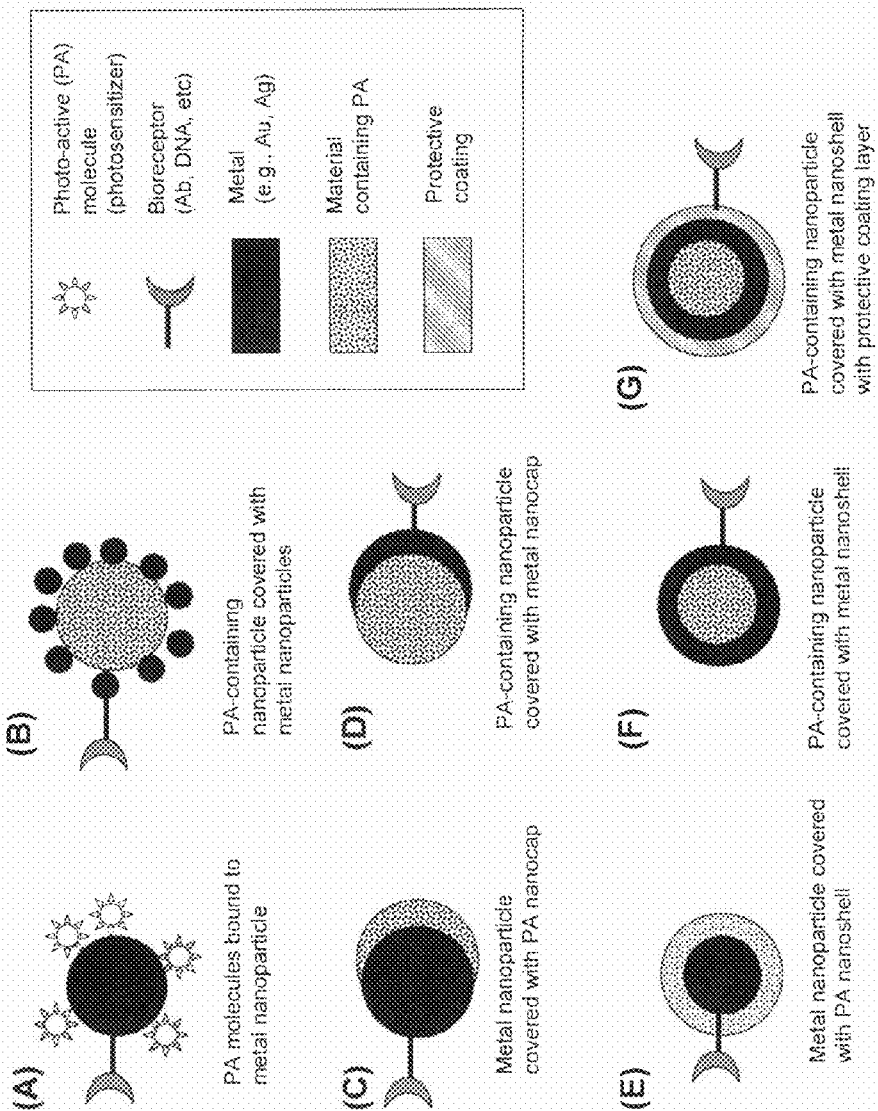 (A)
PA molecules bound to
metal nanoparticle
(B)
PA-containing
nanoparticle covered with
metal nanoparticles
Photo-active (PA)
molecule
(photosensitizer)
Bioreceptor
(Ab, DNA, etc)
Metal
(e.g., Au, Ag)
Material
containing PA
Protective
coating
(C)
Metal nanoparticle
covered with PA nanocap
(D)
PA-containing nanoparticle
covered with metal nanocap
(E)
Metal nanoparticle covered
with PA nanoshell
(F)
PA-containing nanoparticle
covered with metal nanoshell
(G)
PA-containing nanoparticle
covered with metal nanoshell
with protective coating layer